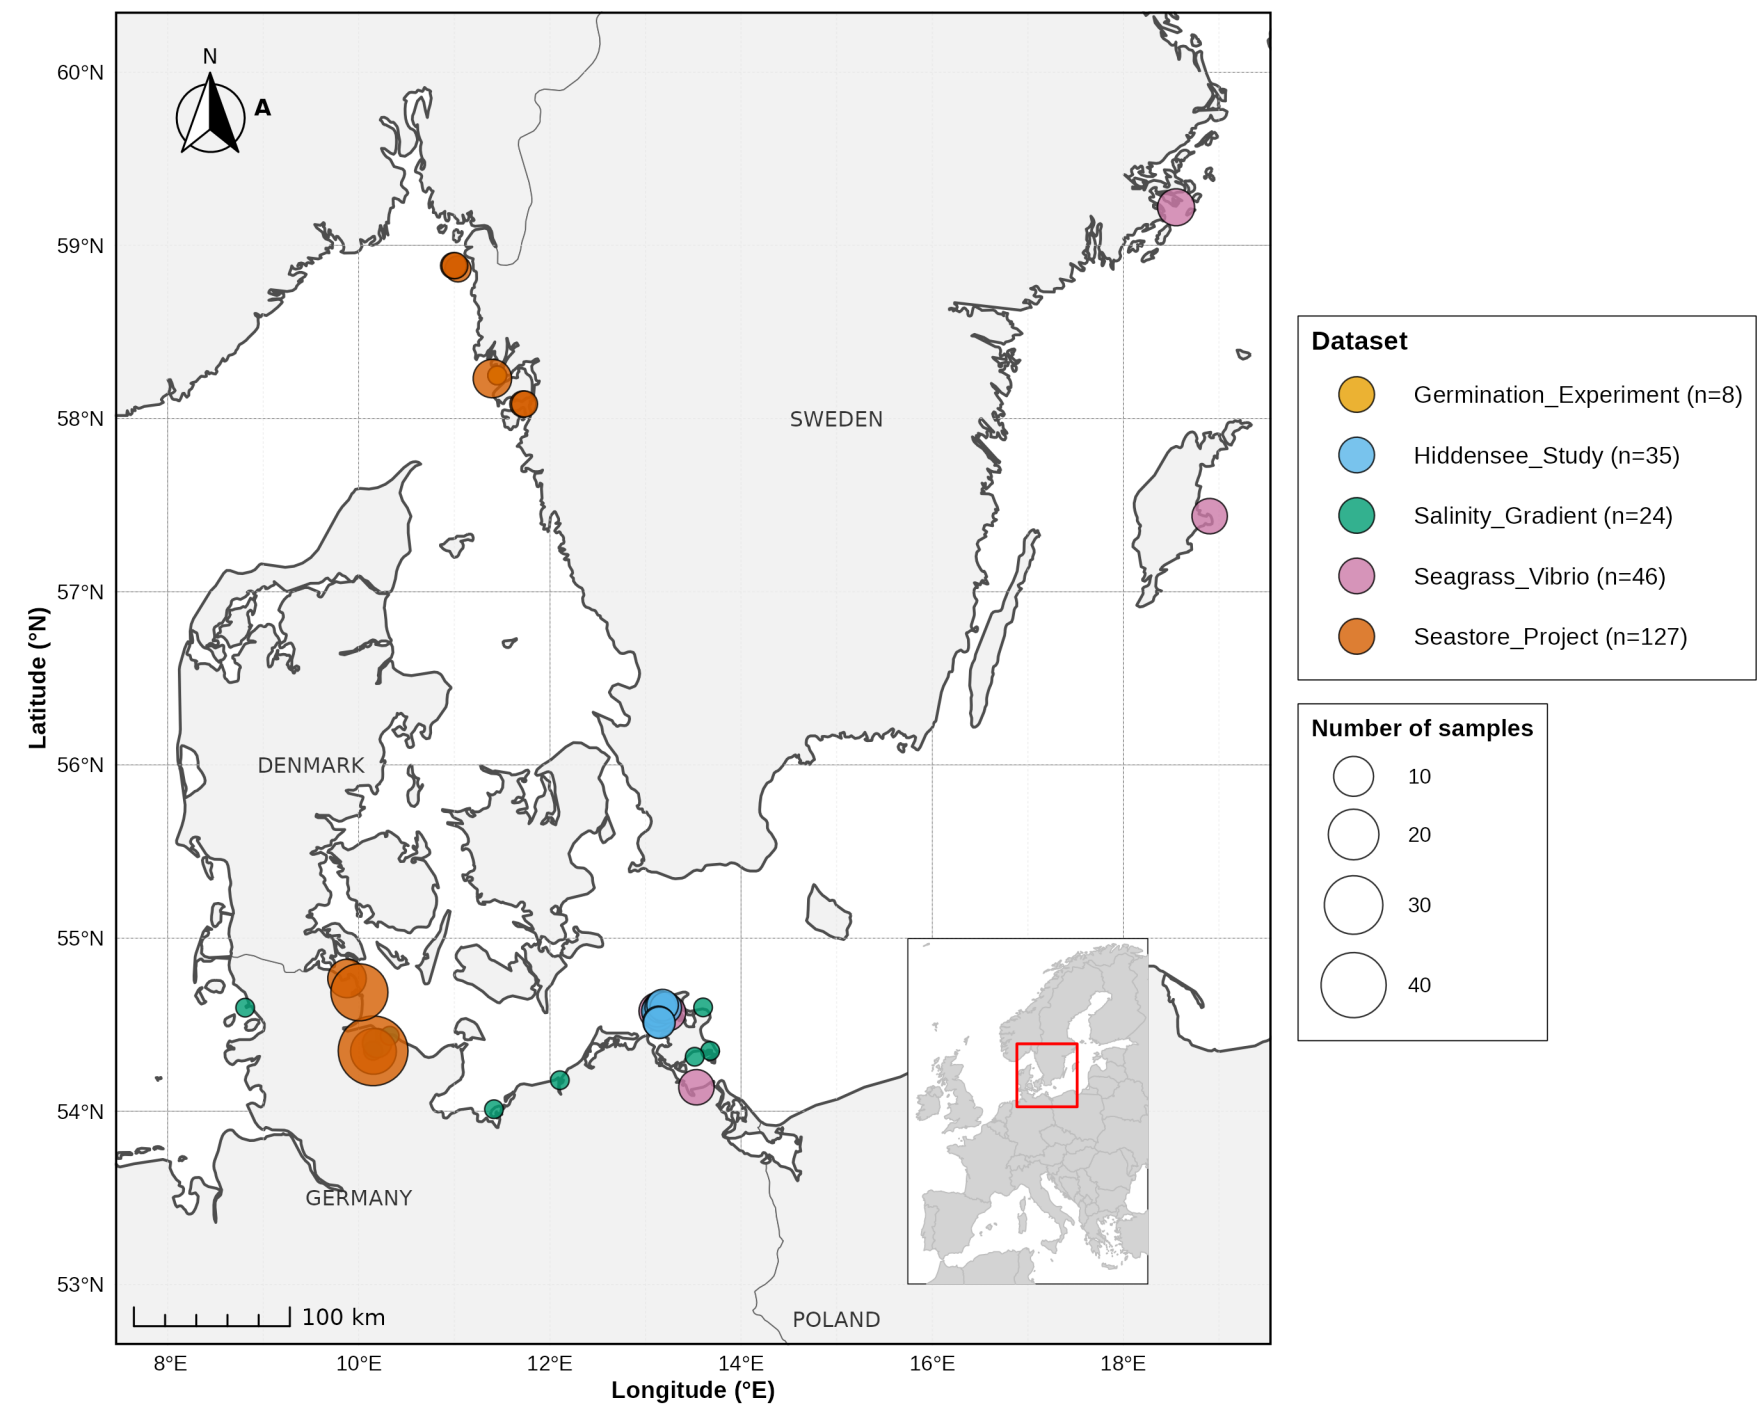 N
A
60°N
59°N
58°N
57°N
56°N
55°N
54°N
53°N
Latitude (°N)
SWEDEN
DENMARK
GERMANY
POLAND
100 km
8°E
10°E
12°E
14°E
16°E
18°E
Longitude (°E)
Dataset
Germination_Experiment (n=8)
Hiddensee_Study (n=35)
Salinity_Gradient (n=24)
Seagrass_Vibrio (n=46)
Seastore_Project (n=127)
Number of samples
10
20
30
40